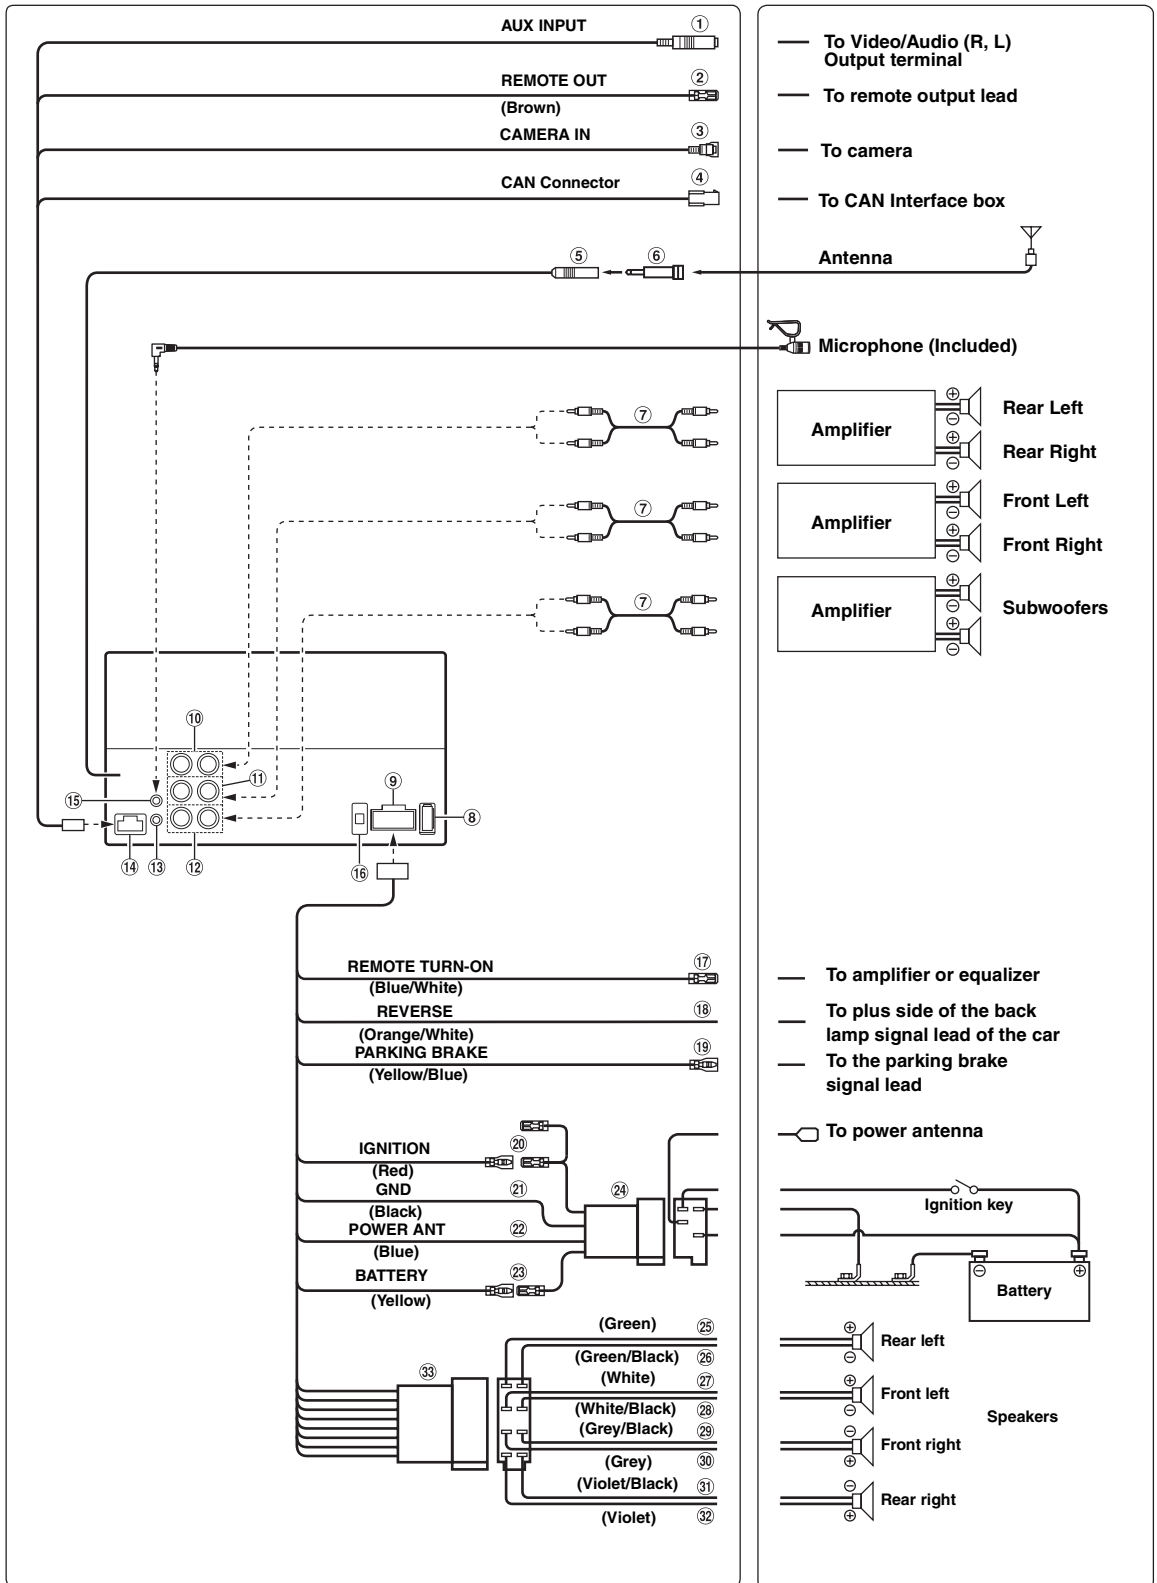 AUX INPUT
①
To Video/Audio (R, L)
Output terminal
REMOTE OUT
②
(Brown)
To remote output lead
CAMERA IN
③
To camera
CAN Connector
④
To CAN Interface box
⑤
⑥
Antenna
Microphone (Included)
⑦
Amplifier
⊕
⊖
Rear Left
⊕
⊖
Rear Right
⑦
Amplifier
⊕
⊖
Front Left
⊕
⊖
Front Right
⑦
Amplifier
⊕
⊖
Subwoofers
⊕
⊖
⑩
⑪
⑨
⑮
⑧
⑭
⑬
⑫
⑯
REMOTE TURN-ON
⑰
(Blue/White)
To amplifier or equalizer
REVERSE
⑱
(Orange/White)
To plus side of the back
lamp signal lead of the car
PARKING BRAKE
⑲
(Yellow/Blue)
To the parking brake
signal lead
To power antenna
IGNITION
⑳
(Red)
GND
㉑
(Black)
㉔
Ignition key
POWER ANT
㉒
(Blue)
BATTERY
㉓
(Yellow)
⊖
⊕
Battery
(Green)
㉕
⊕
Rear left
⊖
(Green/Black)
㉖
㉝
(White)
㉗
⊕
Front left
⊖
(White/Black)
㉘
Speakers
(Grey/Black)
㉙
⊖
Front right
⊕
(Grey)
㉚
(Violet/Black)
㉛
⊖
Rear right
⊕
(Violet)
㉜